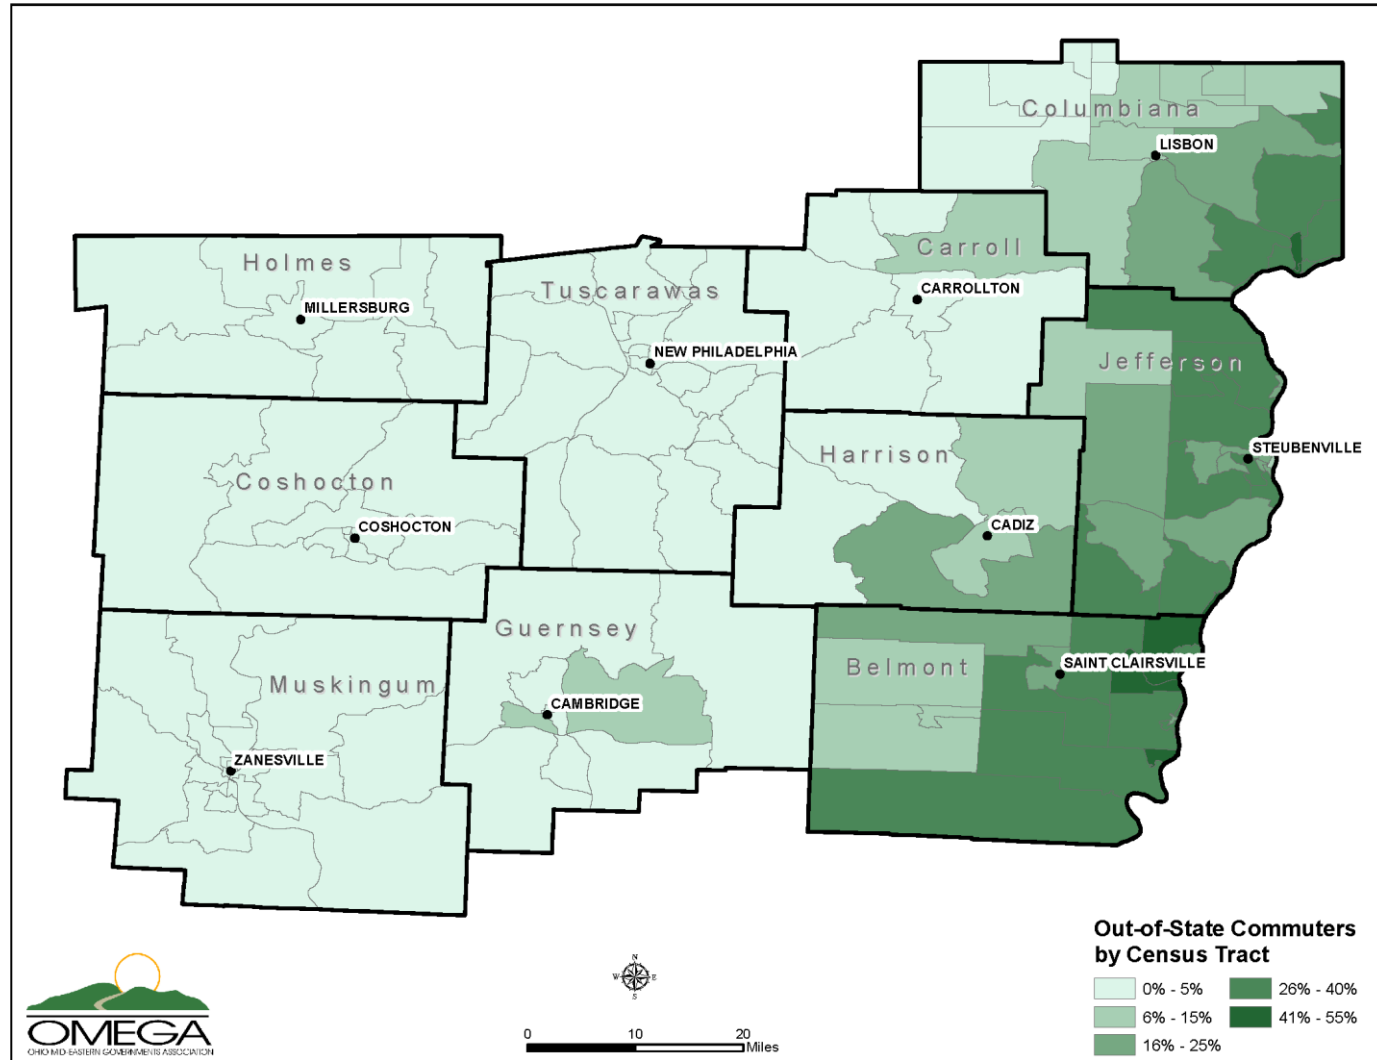 Columbiana
LISBON
Carroll
CARROLLTON
Holmes
MILLERSBURG
Tuscarawas
NEW PHILADELPHIA
Jefferson
STEUBENVILLE
Harrison
CADIZ
Coshocton
COSHOCTON
Guernsey
CAMBRIDGE
Belmont
SAINT CLAIRSVILLE
Muskingum
ZANESVILLE
Out-of-State Commuters
by Census Tract
0% - 5%
26% - 40%
6% - 15%
41% - 55%
16% - 25%
N
W
E
S
0
10
20
Miles
OMEGA
OHIO MID-EASTERN GOVERNMENTS ASSOCIATION